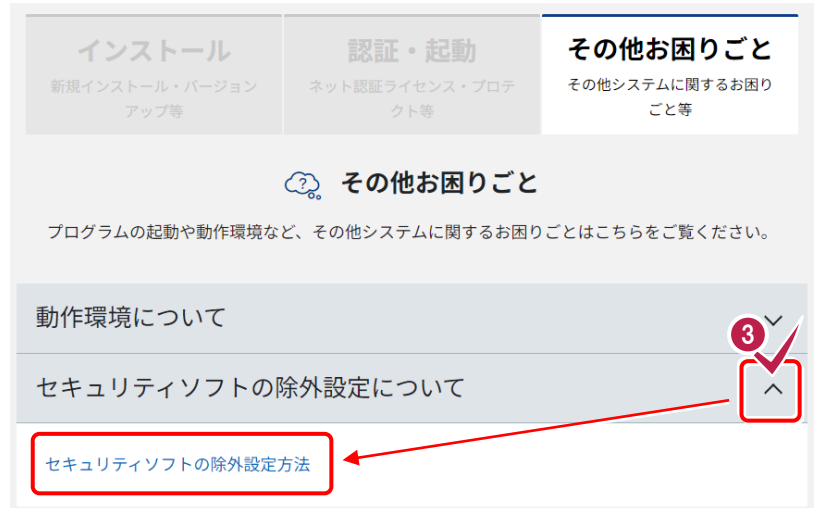 インストール
新規インストール・バージョン
アップ等
認証・起動
ネット認証ライセンス・プロテ
クト等
その他お困りごと
その他システムに関するお困り
ごと等
その他お困りごと
プログラムの起動や動作環境など、その他システムに関するお困りごとはこちらをご覧ください。
動作環境について
3
セキュリティソフトの除外設定について
セキュリティソフトの除外設定方法